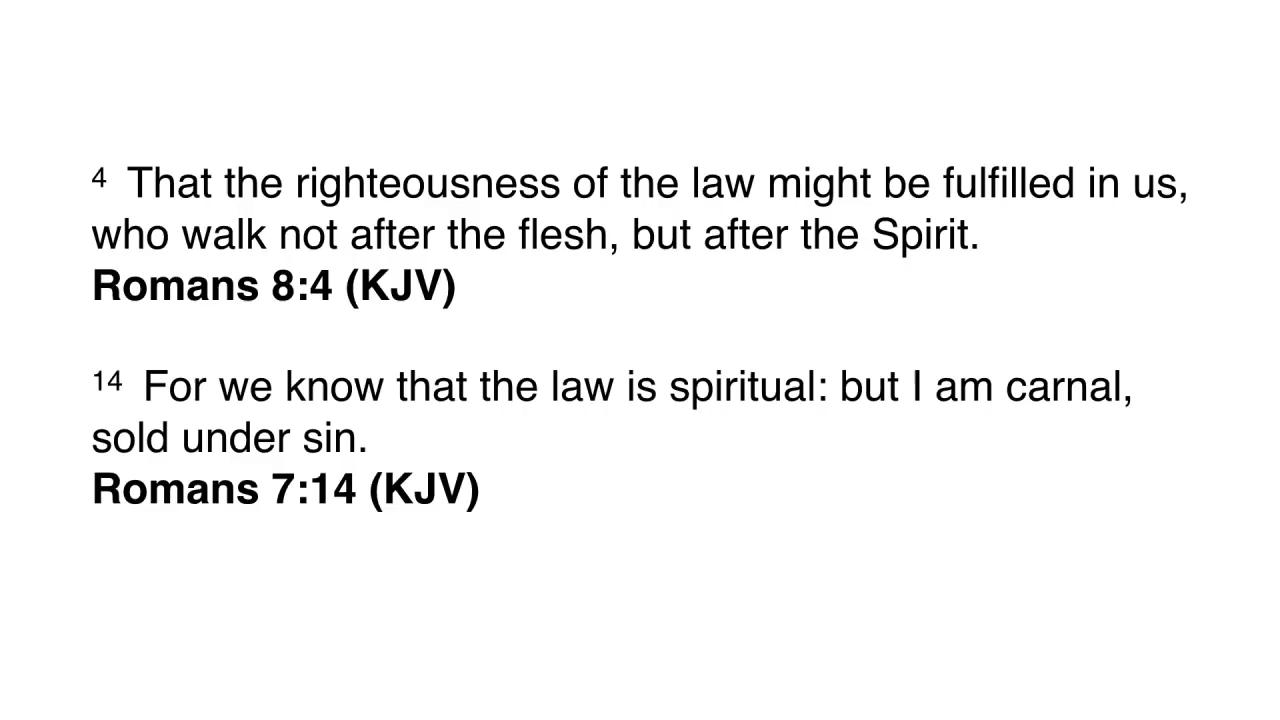 4 That the righteousness of the law might be fulfilled in us,
who walk not after the flesh, but after the Spirit.
Romans 8:4 (KJV)
14 For we know that the law is spiritual: but I am carnal,
sold under sin.
Romans 7:14 (KJV)